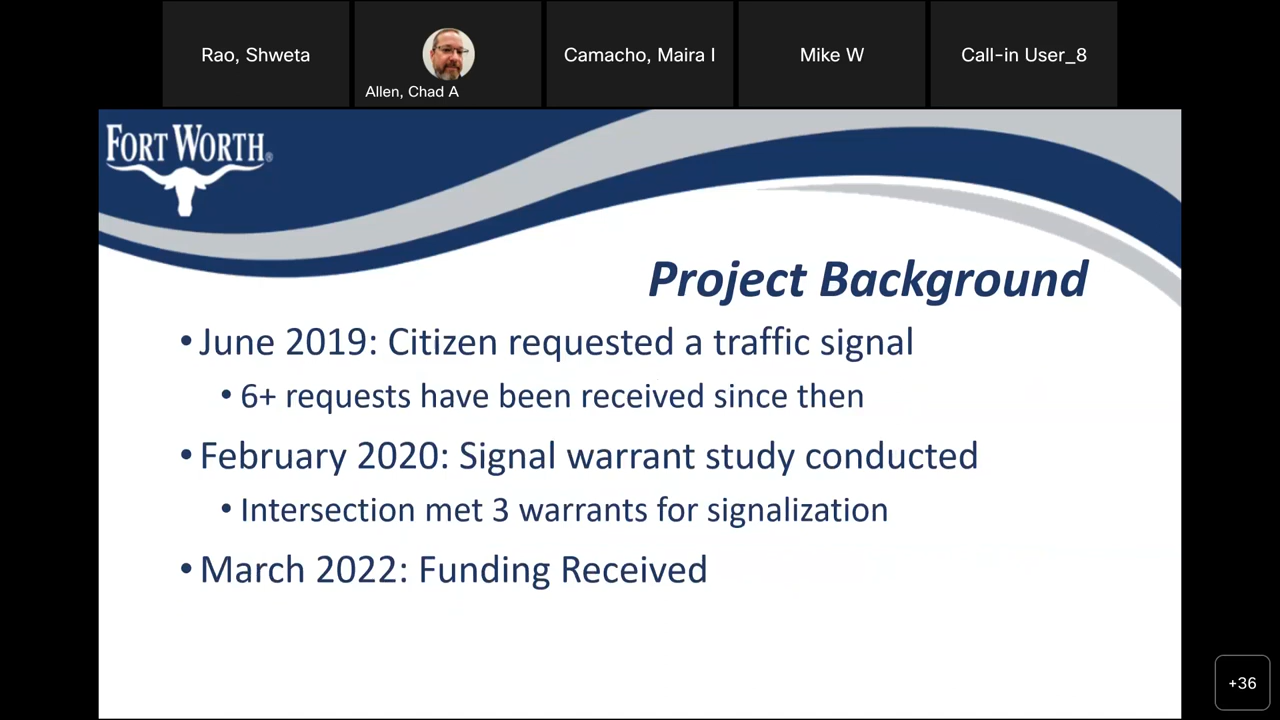 Rao, Shweta
Allen, Chad A
Camacho, Maira I
Mike W
Call-in User_8
FORT WORTH®
Project Background
•June 2019: Citizen requested a traffic signal
•6+ requests have been received since then
•February 2020: Signal warrant study conducted
•Intersection met 3 warrants for signalization
•March 2022: Funding Received
+36